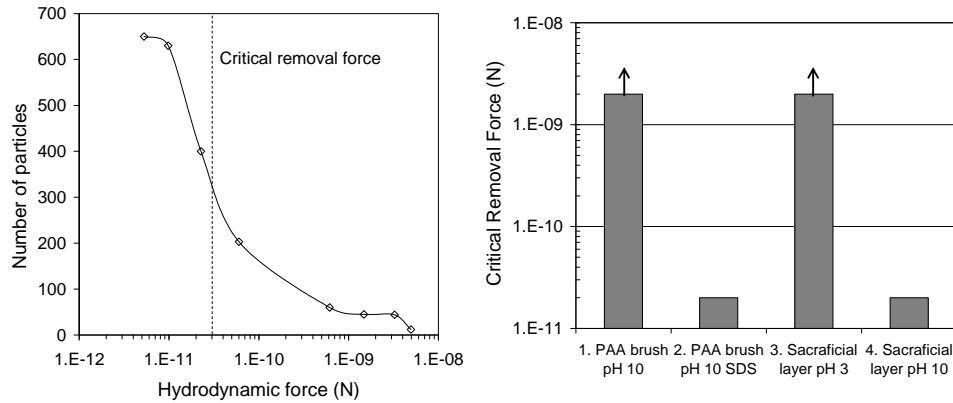 700
600
500
400
300
200
100
0
Number of particles
Critical removal force
1.E-12
1.E-11
1.E-10
1.E-09
1.E-08
Hydrodynamic force (N)
1.E-08
1.E-09
1.E-10
1.E-11
Critical Removal Force (N)
1. PAA brush
pH 10
2. PAA brush
pH 10 SDS
3. Sacraficial
layer pH 3
4. Sacraficial
layer pH 10